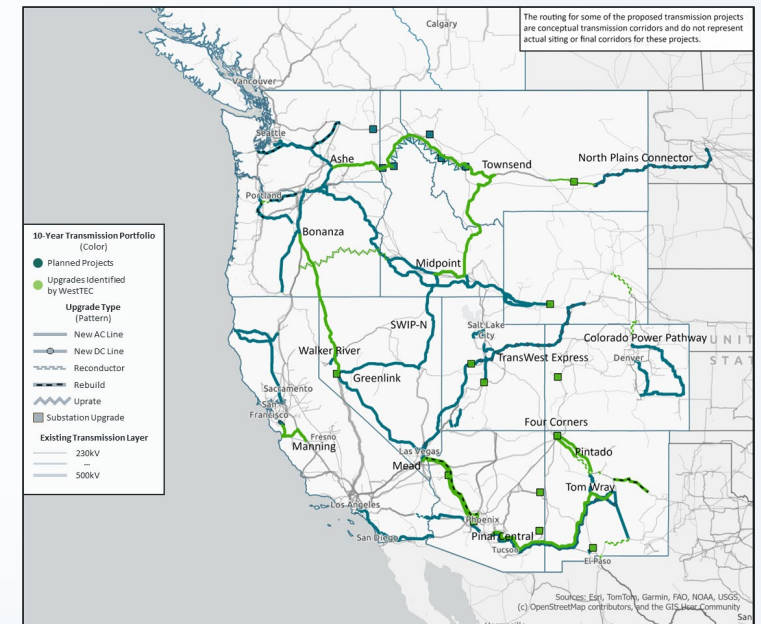 Calgary
The routing for some of the proposed transmission projects
are conceptual transmission corridors and do not represent
actual siting or final corridors for these projects.
Vancouver
Seattle
Ashe
Townsend
North Plains Connector
Portland
Bonanza
Midpoint
10-Year Transmission Portfolio
(Color)
Planned Projects
Upgrades Identified
by WestTEC
Upgrade Type
(Pattern)
New AC Line
New DC Line
Reconductor
Rebuild
Uprate
Substation Upgrade
Existing Transmission Layer
230kV
...
500kV
SWIP-N
Salt Lake
City
Colorado Power Pathway
UNIT
STAT
Walker River
TransWest Express
Denver
Greenlink
Sacramento
San
Francisco
Four Corners
Fresno
Manning
Las Vegas
Mead
Pintado
Tom Wray
Los Angeles
Phoenix
San Diego
Pinal Central
Tucson
El Paso
Sources: Esri, TomTom, Garmin, FAO, NOAA, USGS,
(c) OpenStreetMap contributors, and the GIS User Community
San